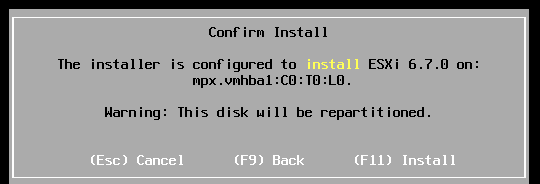 Confirm Install
The installer is configured to install ESXi 6.7.0 on:
mpx.vmhba1:C0:T0:L0.
Warning: This disk will be repartitioned.
(Esc) Cancel (F9) Back (F11) Install